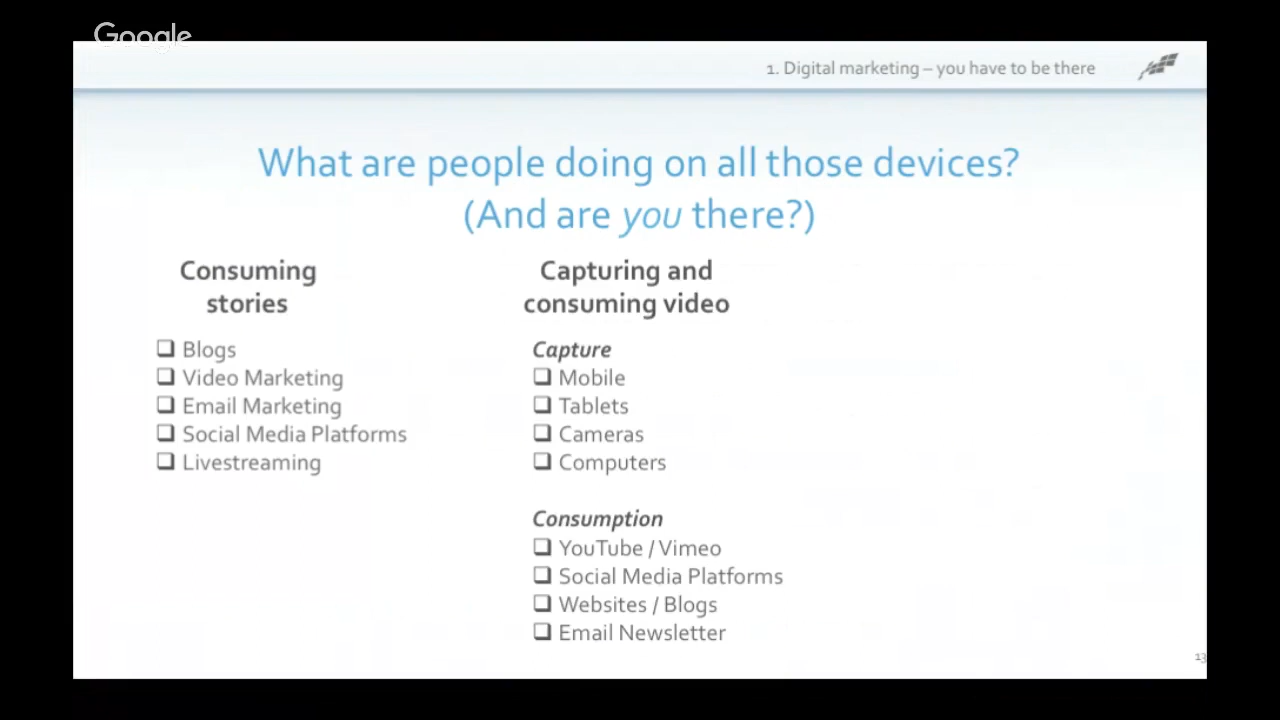 Google
1. Digital marketing – you have to be there
What are people doing on all those devices?
(And are you there?)
Consuming
stories
❑ Blogs
❑ Video Marketing
❑ Email Marketing
❑ Social Media Platforms
❑ Livestreaming
Capturing and
consuming video
Capture
❑ Mobile
❑ Tablets
❑ Cameras
❑ Computers
Consumption
❑ YouTube / Vimeo
❑ Social Media Platforms
❑ Websites / Blogs
❑ Email Newsletter
13